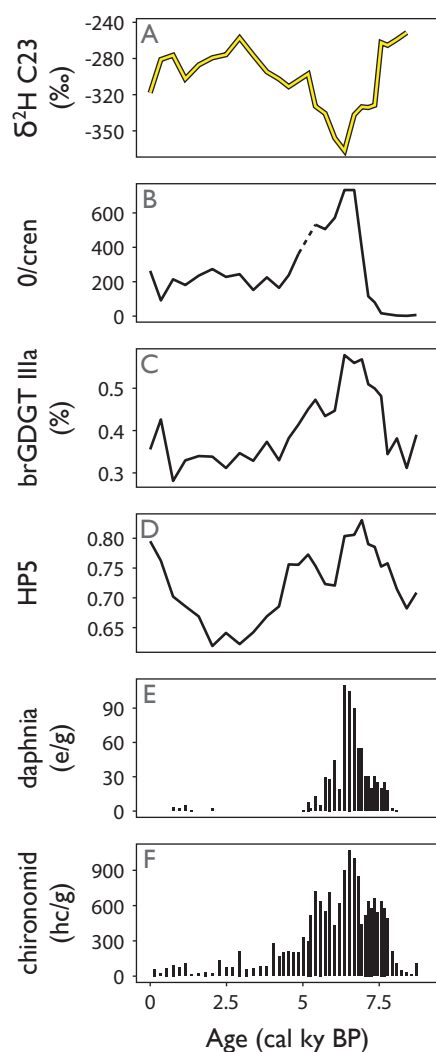 A
δ²H C23
(‰)
-240
-280
-320
-350
B
0/cren
600
400
200
0
C
brGDGT IIIa
(%)
0.5
0.4
0.3
D
HP5
0.80
0.75
0.70
0.65
E
daphnia
(e/g)
90
60
30
0
F
chironomid
(hc/g)
900
600
300
0
0 2.5 5.0 7.5
Age (cal ky BP)